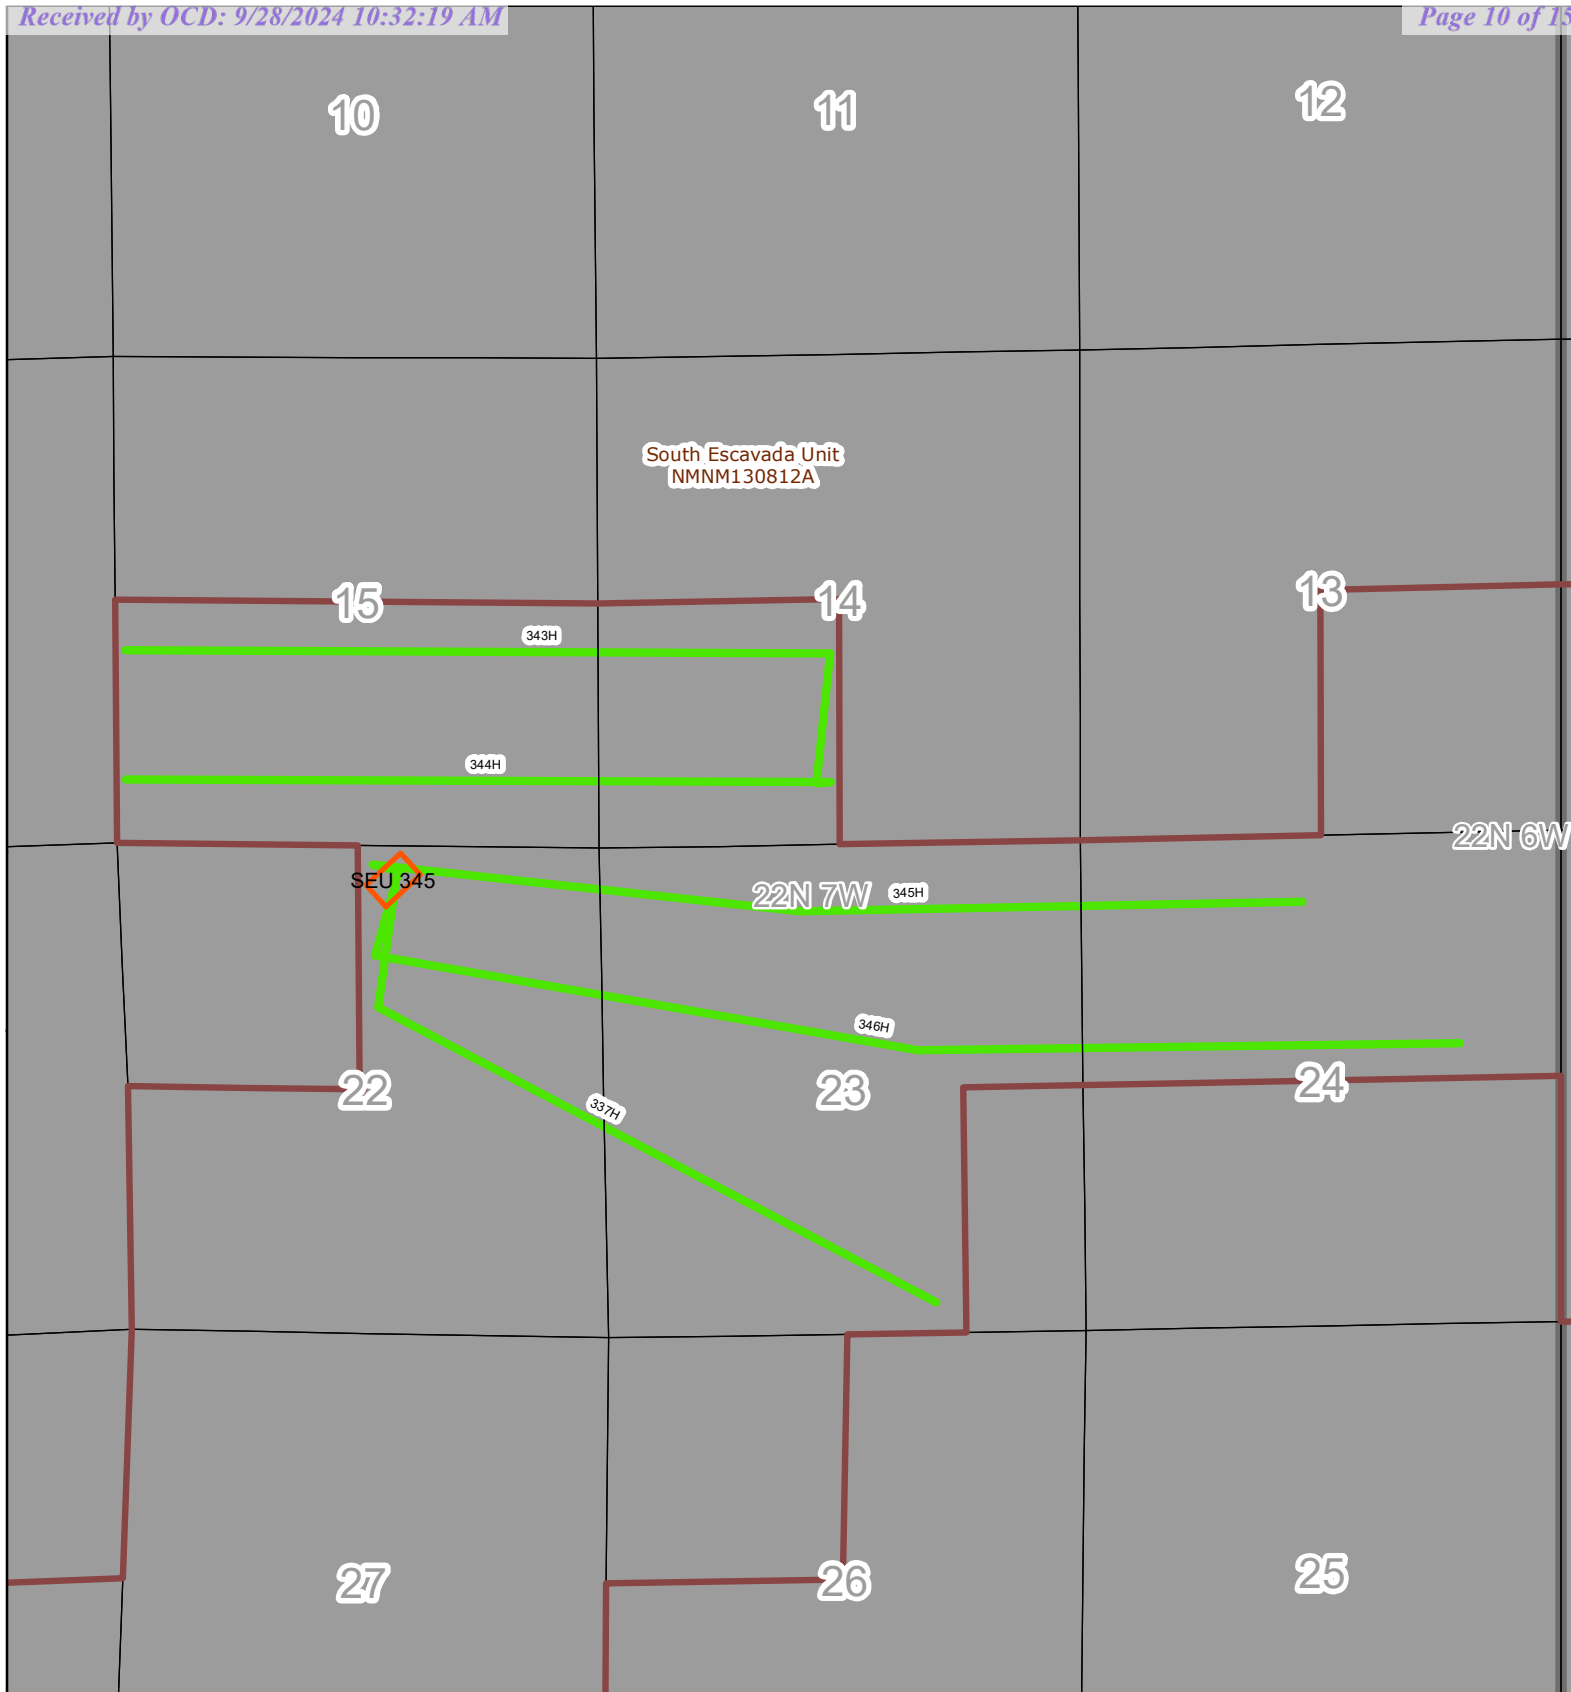 Received by OCD: 9/28/2024 10:32:19 AM
Page 10 of 15
10
11
12
South Escavada Unit
NMNM130812A
15
14
13
343H
344H
22N 6W
SEU 345
22N 7W
345H
346H
22
23
24
337H
27
26
25